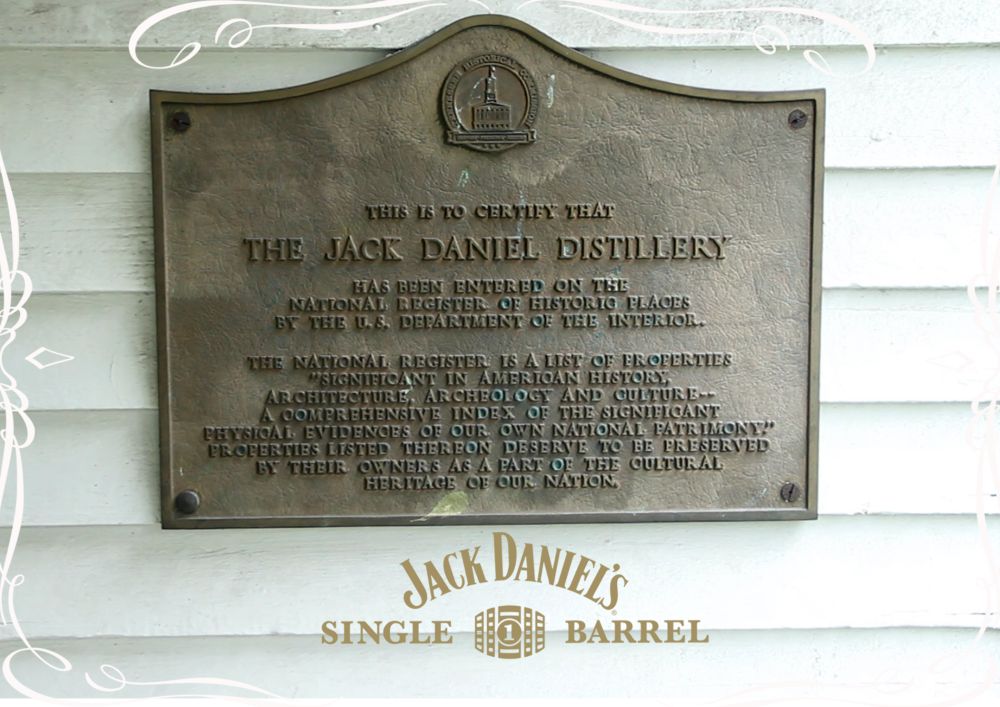 HISTORICAL
THIS IS TO CERTIFY THAT
THE JACK DANIEL DISTILLERY
HAS BEEN ENTERED ON THE
NATIONAL REGISTER OF HISTORIC PLACES
BY THE U.S. DEPARTMENT OF THE INTERIOR.
THE NATIONAL REGISTER IS A LIST OF PROPERTIES
"SIGNIFICANT IN AMERICAN HISTORY,
ARCHITECTURE, ARCHEOLOGY AND CULTURE--
A COMPREHENSIVE INDEX OF THE SIGNIFICANT
PHYSICAL EVIDENCES OF OUR OWN NATIONAL PATRIMONY."
PROPERTIES LISTED THEREON DESERVE TO BE PRESERVED
BY THEIR OWNERS AS A PART OF THE CULTURAL
HERITAGE OF OUR NATION.
JACK DANIEL'S
SINGLE 1 BARREL